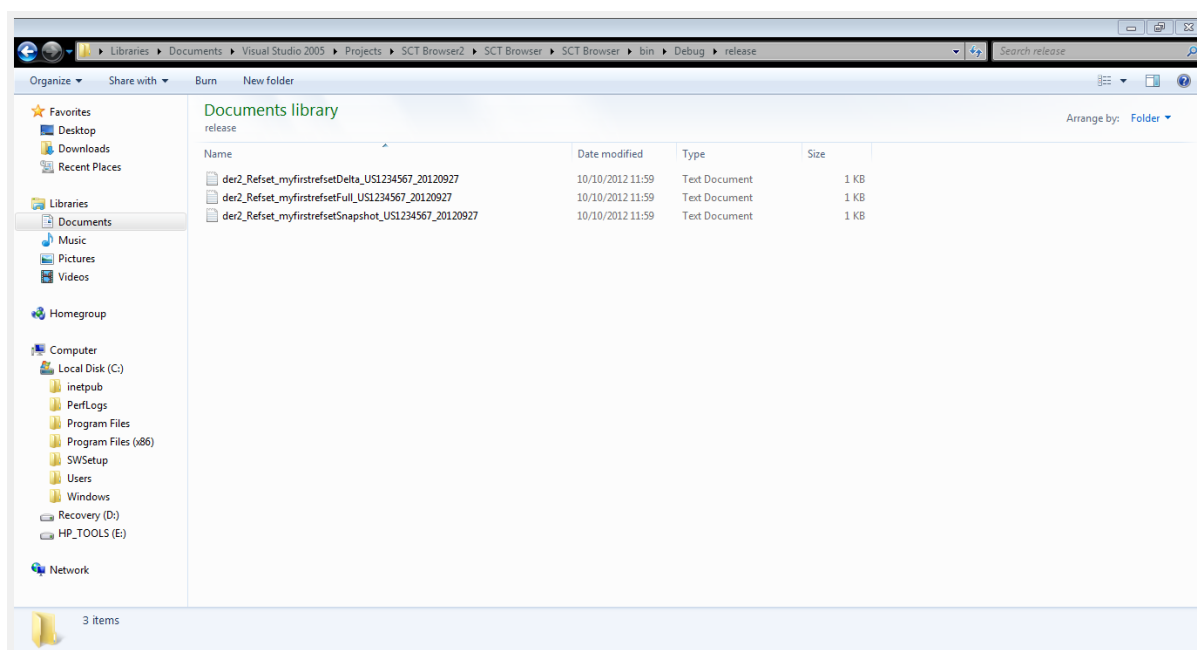 Libraries Documents Visual Studio 2005 Projects SCT Browser2 SCT Browser SCT Browser bin Debug release Search release
Organize Share with Burn New folder
Favorites
Desktop
Downloads
Recent Places
Libraries
Documents
Music
Pictures
Videos
Homegroup
Computer
Local Disk (C:)
inetpub
PerfLogs
Program Files
Program Files (x86)
SWSetup
Users
Windows
Recovery (D:)
HP_TOOLS (E:)
Network
Documents library
release
Arrange by: Folder
Name Date modified Type Size
der2_Refset_myfirstrefsetDelta_US1234567_20120927 10/10/2012 11:59 Text Document 1 KB
der2_Refset_myfirstrefsetFull_US1234567_20120927 10/10/2012 11:59 Text Document 1 KB
der2_Refset_myfirstrefsetSnapshot_US1234567_20120927 10/10/2012 11:59 Text Document 1 KB
3 items